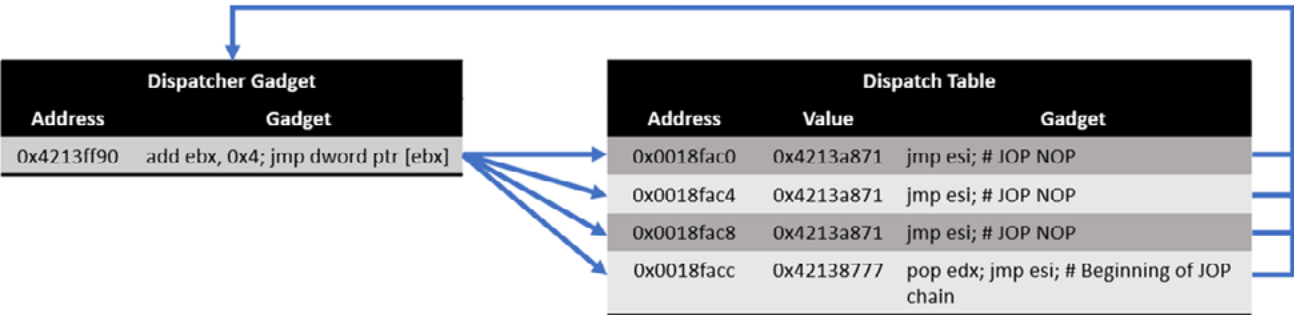 Dispatcher Gadget
Address Gadget
0x4213ff90 add ebx, 0x4; jmp dword ptr [ebx]
Dispatch Table
Address Value Gadget
0x0018fac0 0x4213a871 jmp esi; # JOP NOP
0x0018fac4 0x4213a871 jmp esi; # JOP NOP
0x0018fac8 0x4213a871 jmp esi; # JOP NOP
0x0018facc 0x42138777 pop edx; jmp esi; # Beginning of JOP
chain